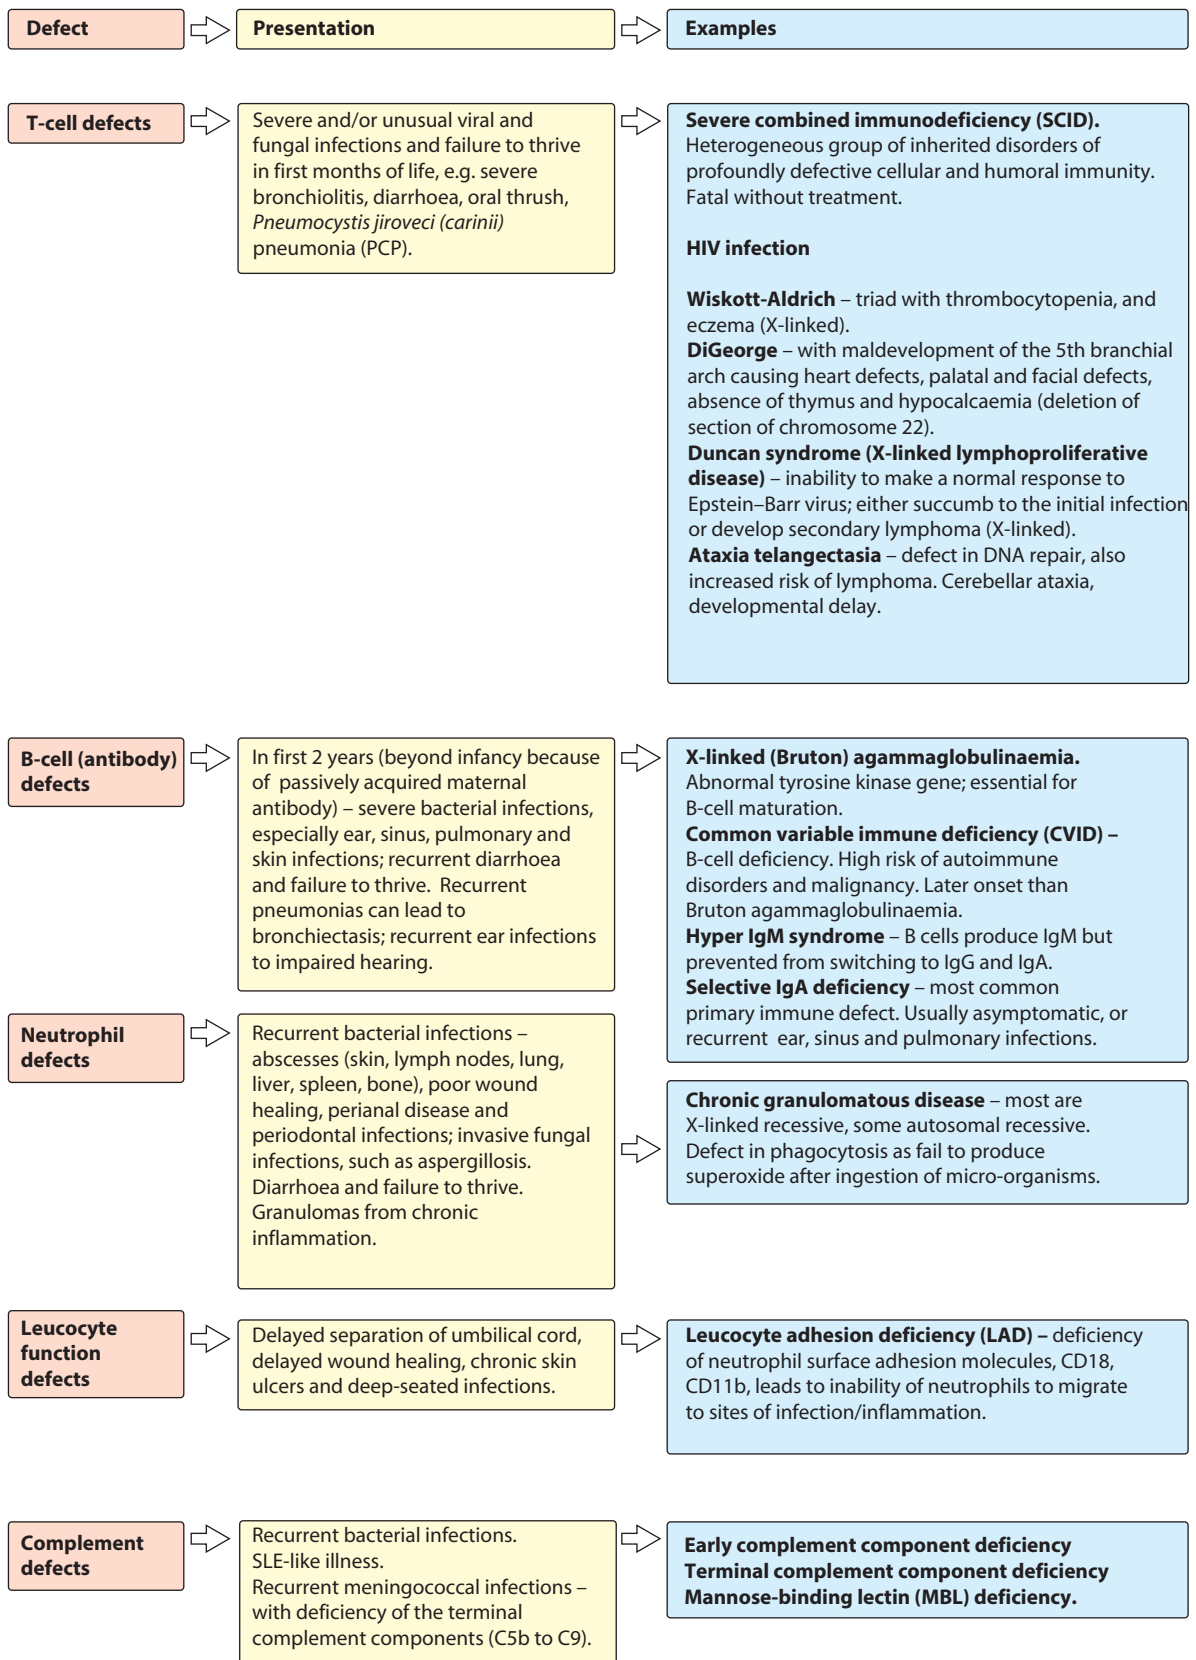 Defect
Presentation
Examples
T-cell defects
Severe and/or unusual viral and
fungal infections and failure to thrive
in first months of life, e.g. severe
bronchiolitis, diarrhoea, oral thrush,
Pneumocystis jiroveci (carinii)
pneumonia (PCP).
Severe combined immunodeficiency (SCID).
Heterogeneous group of inherited disorders of
profoundly defective cellular and humoral immunity.
Fatal without treatment.
HIV infection
Wiskott-Aldrich – triad with thrombocytopenia, and
eczema (X-linked).
DiGeorge – with maldevelopment of the 5th branchial
arch causing heart defects, palatal and facial defects,
absence of thymus and hypocalcaemia (deletion of
section of chromosome 22).
Duncan syndrome (X-linked lymphoproliferative
disease) – inability to make a normal response to
Epstein–Barr virus; either succumb to the initial infection
or develop secondary lymphoma (X-linked).
Ataxia telangectasia – defect in DNA repair, also
increased risk of lymphoma. Cerebellar ataxia,
developmental delay.
B-cell (antibody)
defects
In first 2 years (beyond infancy because
of passively acquired maternal
antibody) – severe bacterial infections,
especially ear, sinus, pulmonary and
skin infections; recurrent diarrhoea
and failure to thrive. Recurrent
pneumonias can lead to
bronchiectasis; recurrent ear infections
to impaired hearing.
X-linked (Bruton) agammaglobulinaemia.
Abnormal tyrosine kinase gene; essential for
B-cell maturation.
Common variable immune deficiency (CVID) –
B-cell deficiency. High risk of autoimmune
disorders and malignancy. Later onset than
Bruton agammaglobulinaemia.
Hyper IgM syndrome – B cells produce IgM but
prevented from switching to IgG and IgA.
Selective IgA deficiency – most common
primary immune defect. Usually asymptomatic, or
recurrent ear, sinus and pulmonary infections.
Neutrophil
defects
Recurrent bacterial infections –
abscesses (skin, lymph nodes, lung,
liver, spleen, bone), poor wound
healing, perianal disease and
periodontal infections; invasive fungal
infections, such as aspergillosis.
Diarrhoea and failure to thrive.
Granulomas from chronic
inflammation.
Chronic granulomatous disease – most are
X-linked recessive, some autosomal recessive.
Defect in phagocytosis as fail to produce
superoxide after ingestion of micro-organisms.
Leucocyte
function
defects
Delayed separation of umbilical cord,
delayed wound healing, chronic skin
ulcers and deep-seated infections.
Leucocyte adhesion deficiency (LAD) – deficiency
of neutrophil surface adhesion molecules, CD18,
CD11b, leads to inability of neutrophils to migrate
to sites of infection/inflammation.
Complement
defects
Recurrent bacterial infections.
SLE-like illness.
Recurrent meningococcal infections –
with deficiency of the terminal
complement components (C5b to C9).
Early complement component deficiency
Terminal complement component deficiency
Mannose-binding lectin (MBL) deficiency.